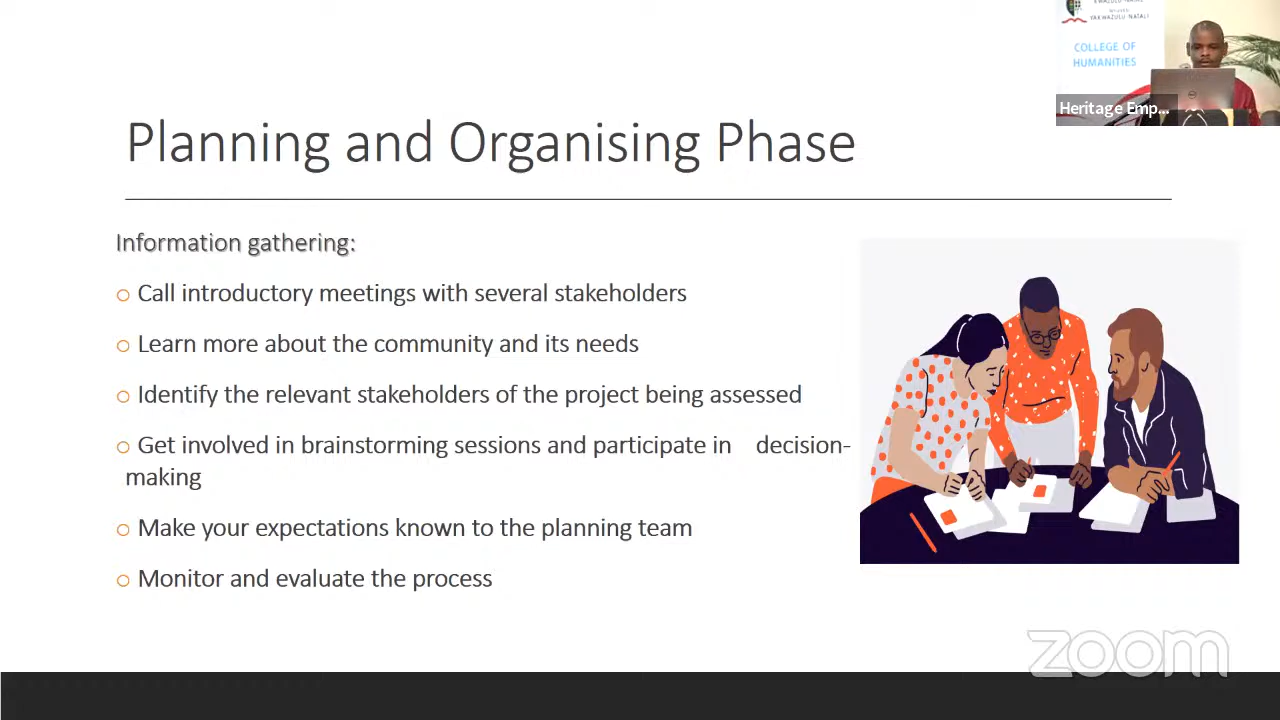 YAKWAZULU-NATALI
COLLEGE OF
HUMANITIES
Heritage Emp...
Planning and Organising Phase
Information gathering:
o Call introductory meetings with several stakeholders
o Learn more about the community and its needs
o Identify the relevant stakeholders of the project being assessed
o Get involved in brainstorming sessions and participate in decision-
making
o Make your expectations known to the planning team
o Monitor and evaluate the process
zoom